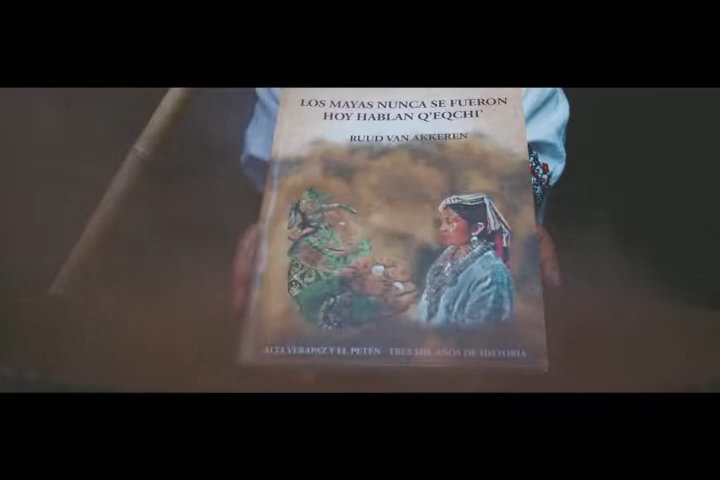 LOS MAYAS NUNCA SE FUERON
HOY HABLAN Q'EQCHI'
RUUD VAN AKKEREN
ALTA VERAPAZ Y EL PETÉN - TRES MIL AÑOS DE HISTORIA